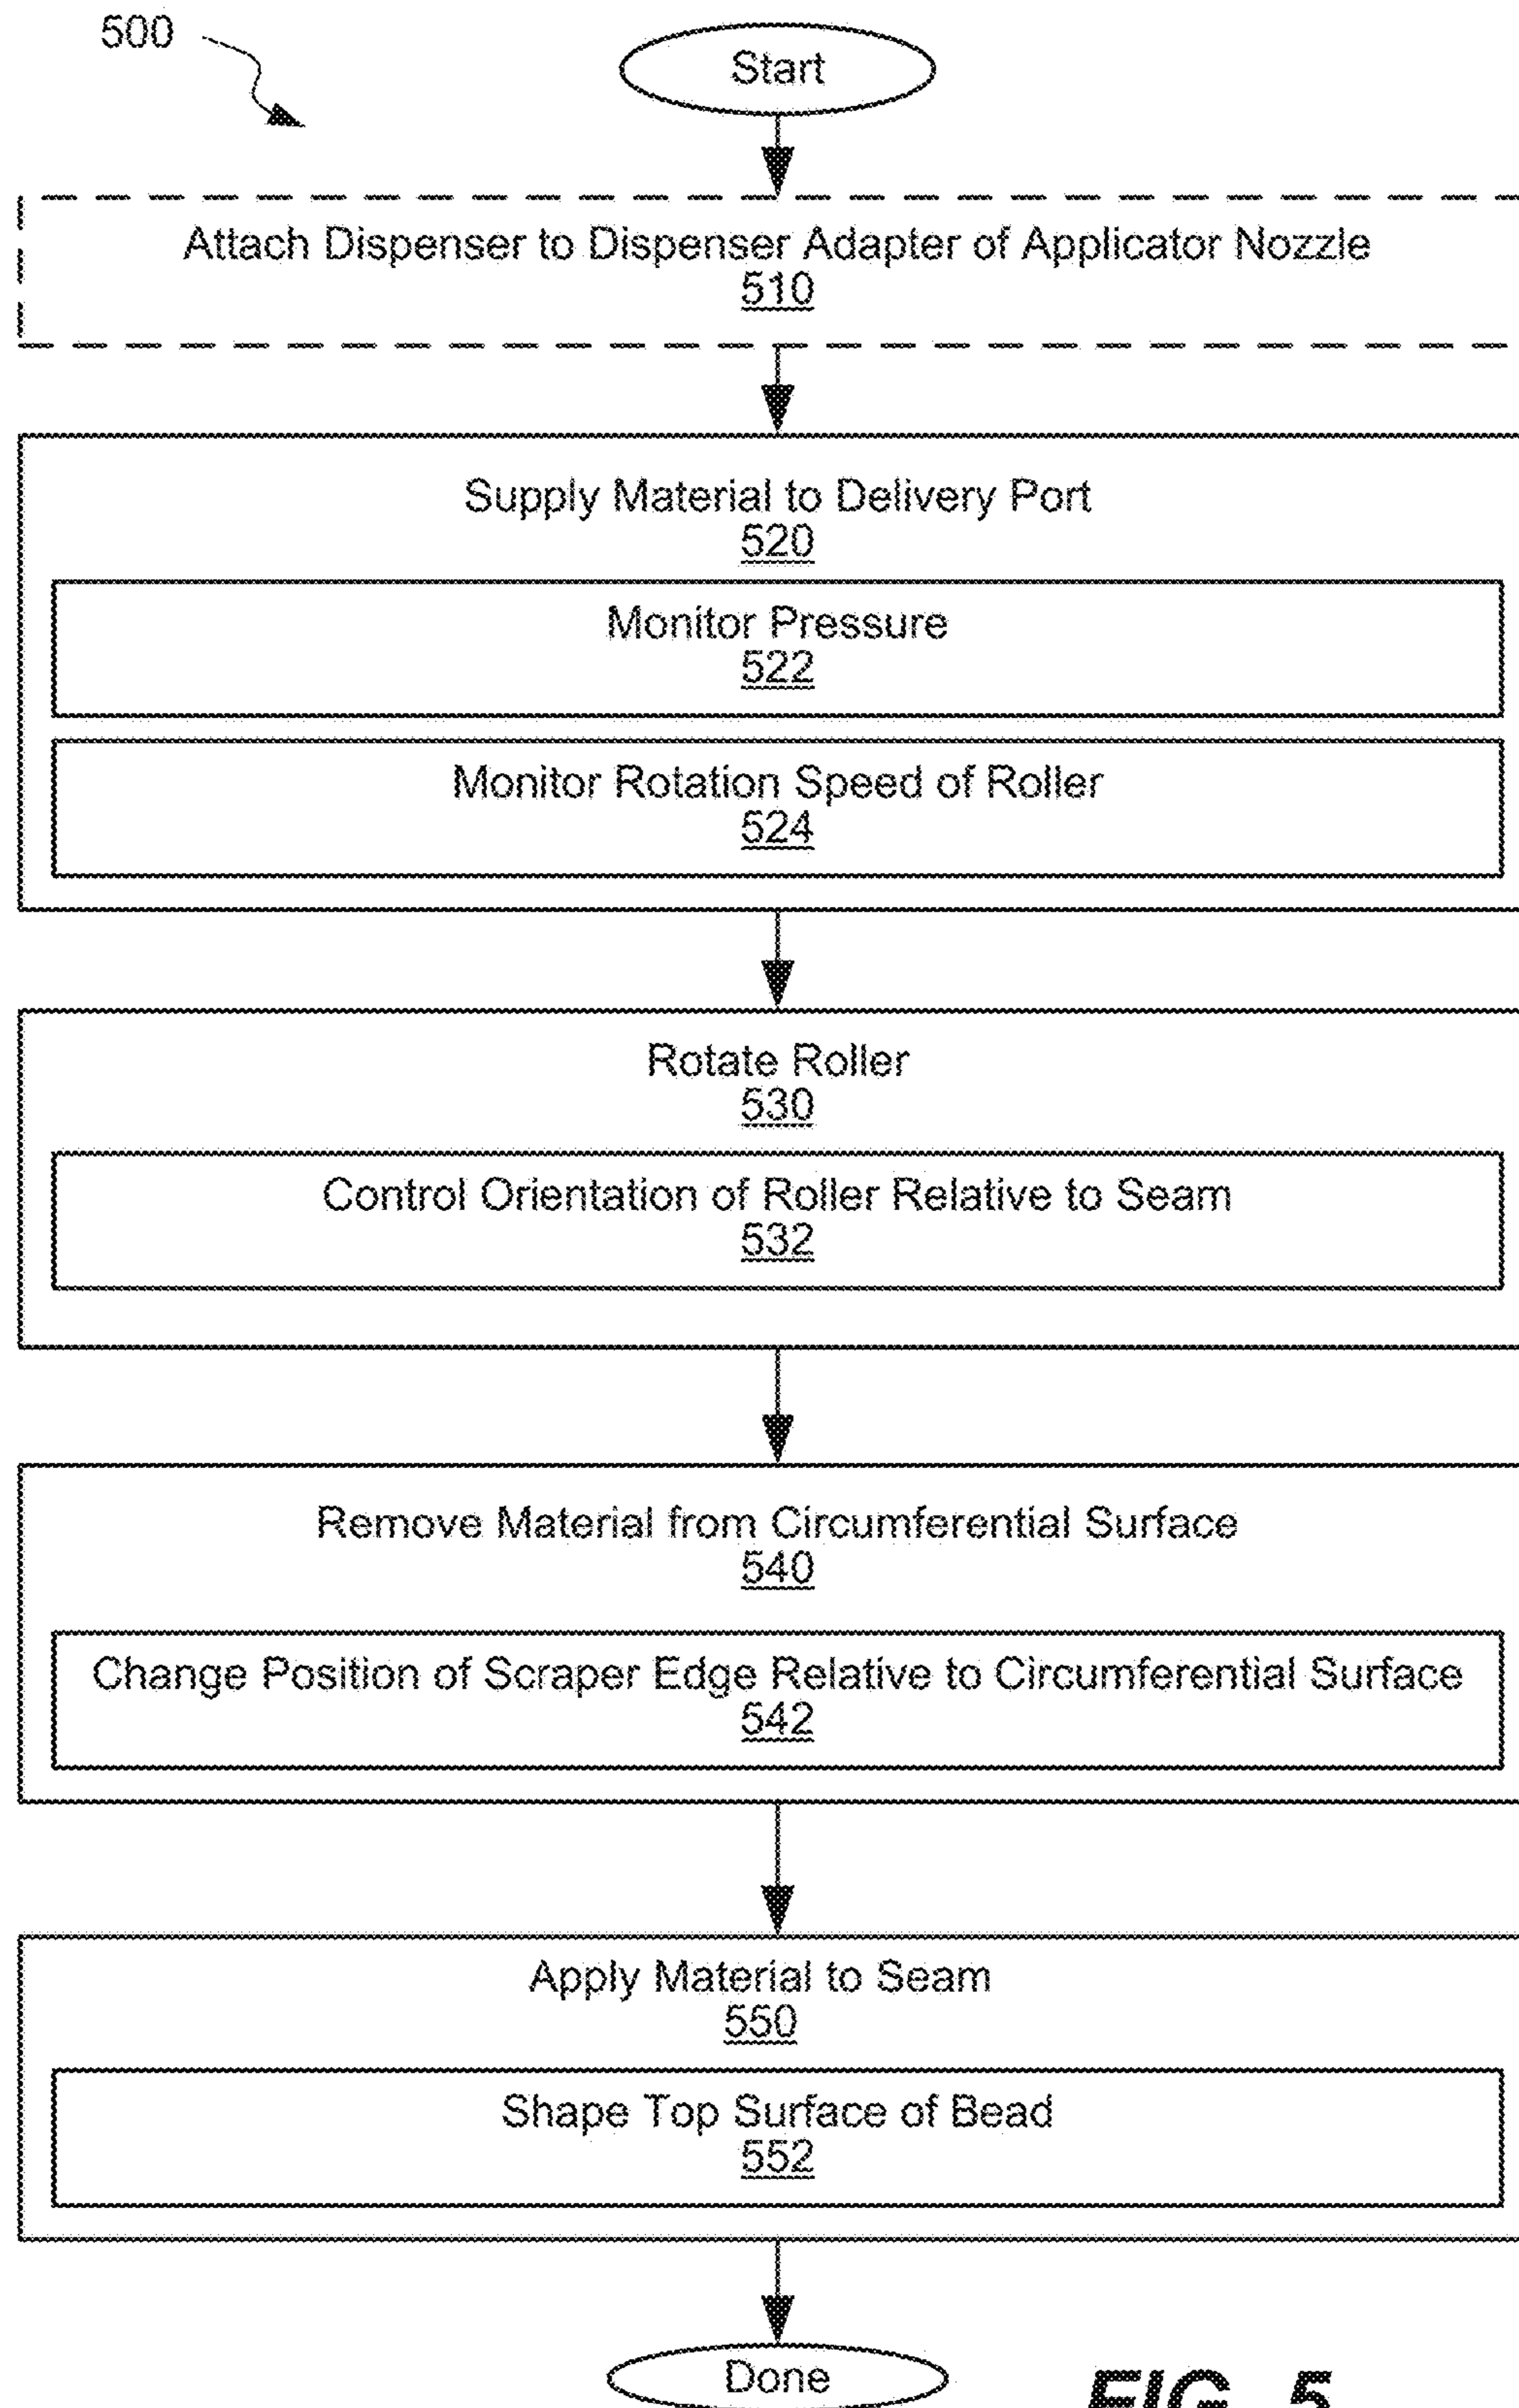 500
Start
Attach Dispenser to Dispenser Adapter of Applicator Nozzle
510
Supply Material to Delivery Port
520
Monitor Pressure
522
Monitor Rotation Speed of Roller
524
Rotate Roller
530
Control Orientation of Roller Relative to Seam
532
Remove Material from Circumferential Surface
540
Change Position of Scraper Edge Relative to Circumferential Surface
542
Apply Material to Seam
550
Shape Top Surface of Bead
552
Done
FIG. 5